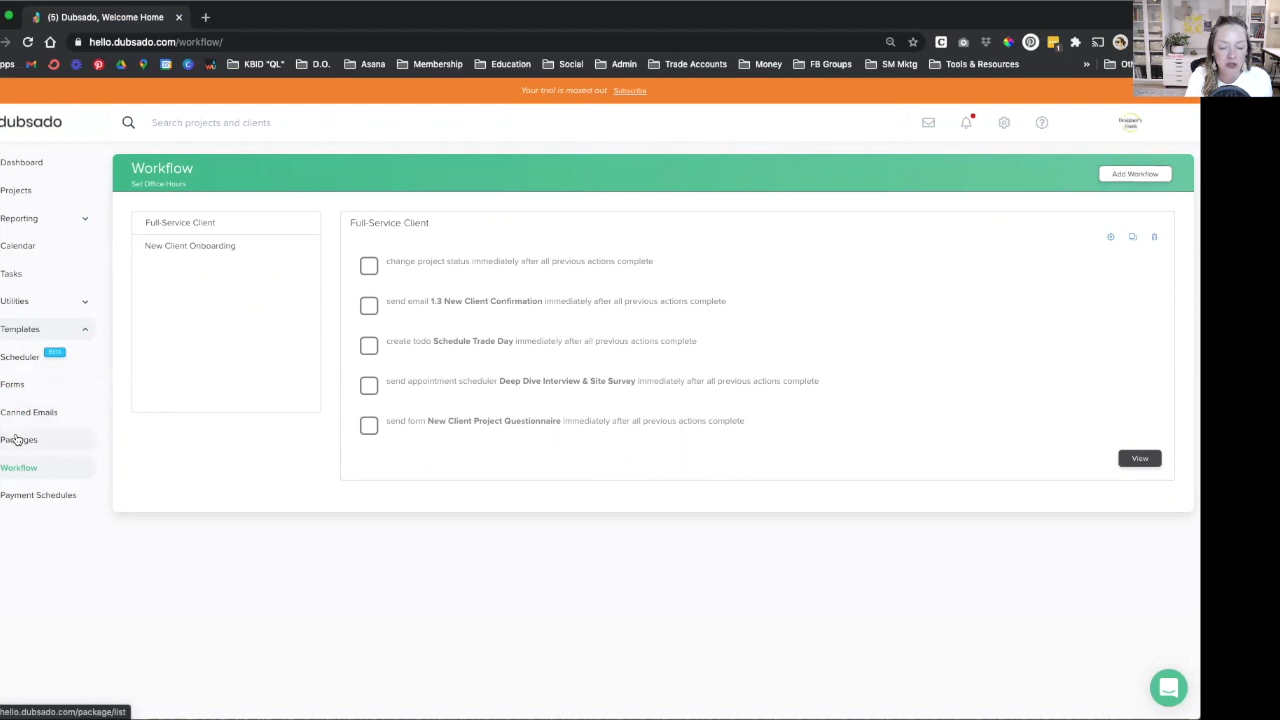 (5) Dubsado, Welcome Home
hello.dubsado.com/workflow/
pps
KBID "QL"
D.O.
Asana
Membership
Education
Social
Admin
Trade Accounts
Money
FB Groups
SM Mktg
Tools & Resources
»
Oth
Your trial is maxed out Subscribe
dubsado
Search projects and clients
Dashboard
Projects
Reporting
Calendar
Tasks
Utilities
Templates
Scheduler BETA
Forms
Canned Emails
Packages
Workflow
Payment Schedules
Workflow
Set Office Hours
Add Workflow
Full-Service Client
New Client Onboarding
Full-Service Client
change project status immediately after all previous actions complete
send email 1.3 New Client Confirmation immediately after all previous actions complete
create todo Schedule Trade Day immediately after all previous actions complete
send appointment scheduler Deep Dive Interview & Site Survey immediately after all previous actions complete
send form New Client Project Questionnaire immediately after all previous actions complete
View
hello.dubsado.com/package/list